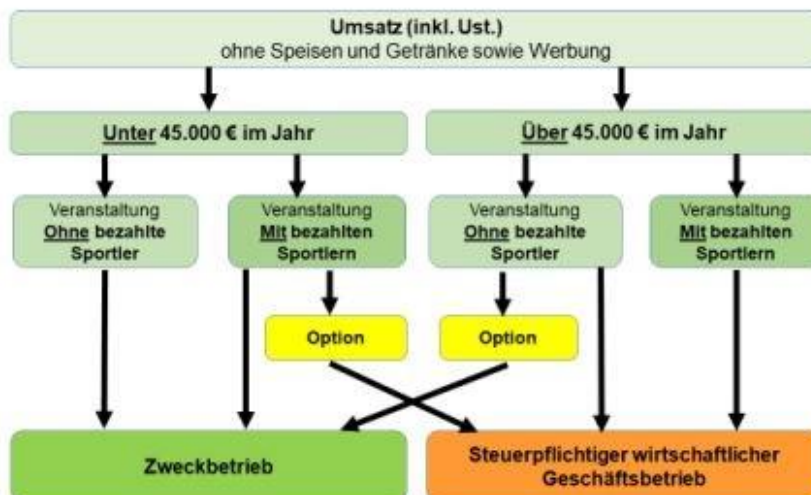 Umsatz (inkl. Ust.)
ohne Speisen und Getränke sowie Werbung
Unter 45.000 € im Jahr
Über 45.000 € im Jahr
Veranstaltung
Ohne bezahlte
Sportler
Veranstaltung
Mit bezahlten
Sportlern
Veranstaltung
Ohne bezahlte
Sportler
Veranstaltung
Mit bezahlten
Sportlern
Option
Option
Zweckbetrieb
Steuerpflichtiger wirtschaftlicher
Geschäftsbetrieb